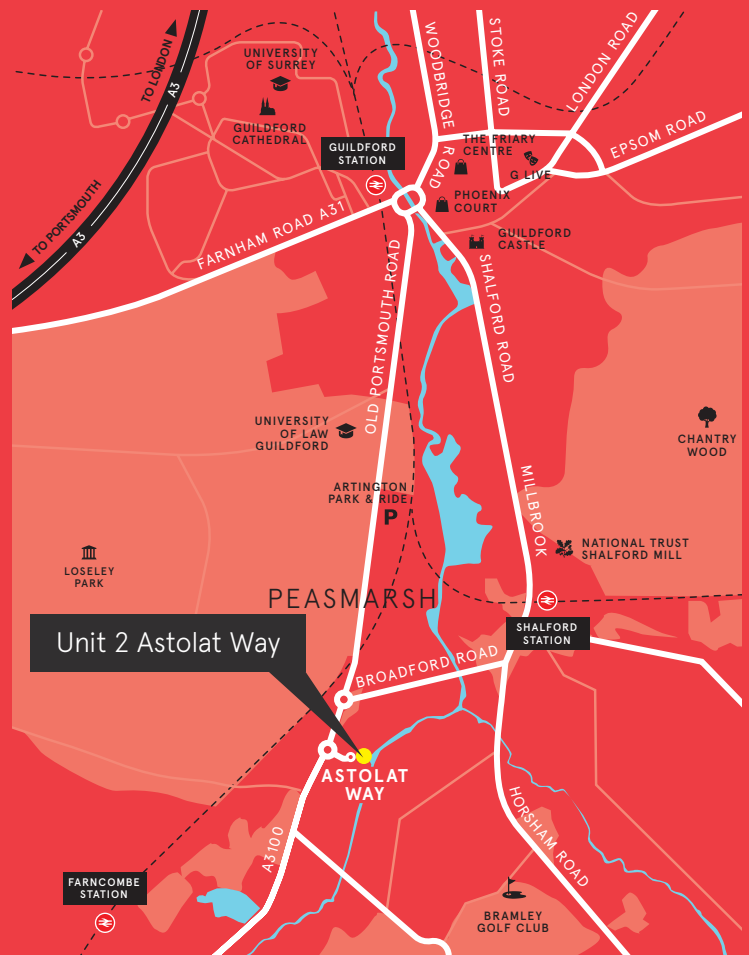 WOODBRIDGE ROAD
STOKE ROAD
LONDON ROAD
UNIVERSITY
OF SURREY
TO LONDON
A3
GUILDFORD
CATHEDRAL
EPSOM ROAD
GUILDFORD
STATION
THE FRIARY
CENTRE
G LIVE
PHOENIX
COURT
TO PORTSMOUTH
A3
FARNHAM ROAD A31
GUILDFORD
CASTLE
OLD PORTSMOUTH ROAD
SHALFORD ROAD
UNIVERSITY
OF LAW
GUILDFORD
CHANTRY
WOOD
ARTINGTON
PARK & RIDE
P
MILLBROOK
NATIONAL TRUST
SHALFORD MILL
LOSELEY
PARK
PEASMARSH
Unit 2 Astolat Way
SHALFORD
STATION
BROADFORD ROAD
ASTOLAT
WAY
HORSHAM ROAD
A3100
FARNCOMBE
STATION
BRAMLEY
GOLF CLUB